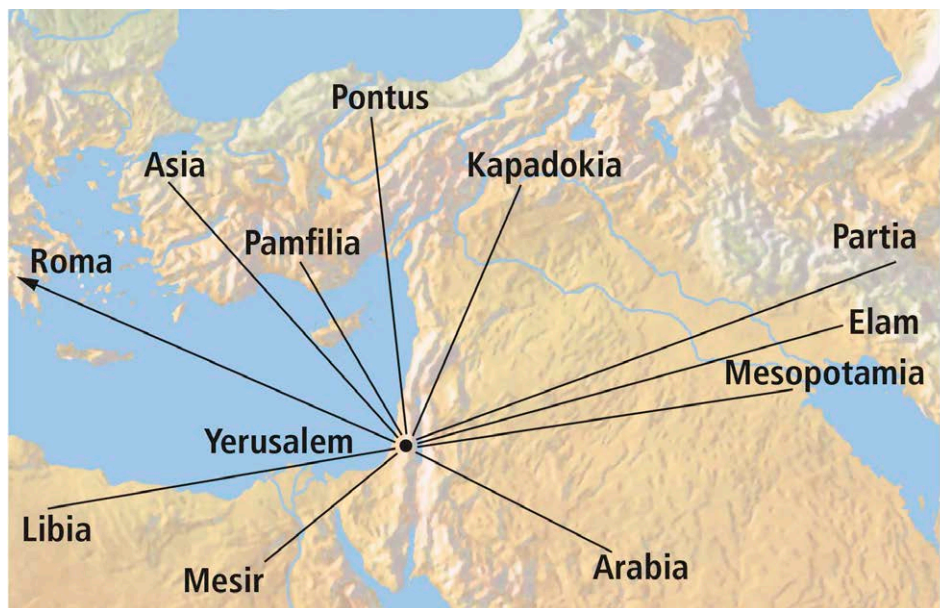 Pontus
Asia
Kapadokia
Pamfilia
Partia
Roma
Elam
Mesopotamia
Yerusalem
Libia
Mesir
Arabia